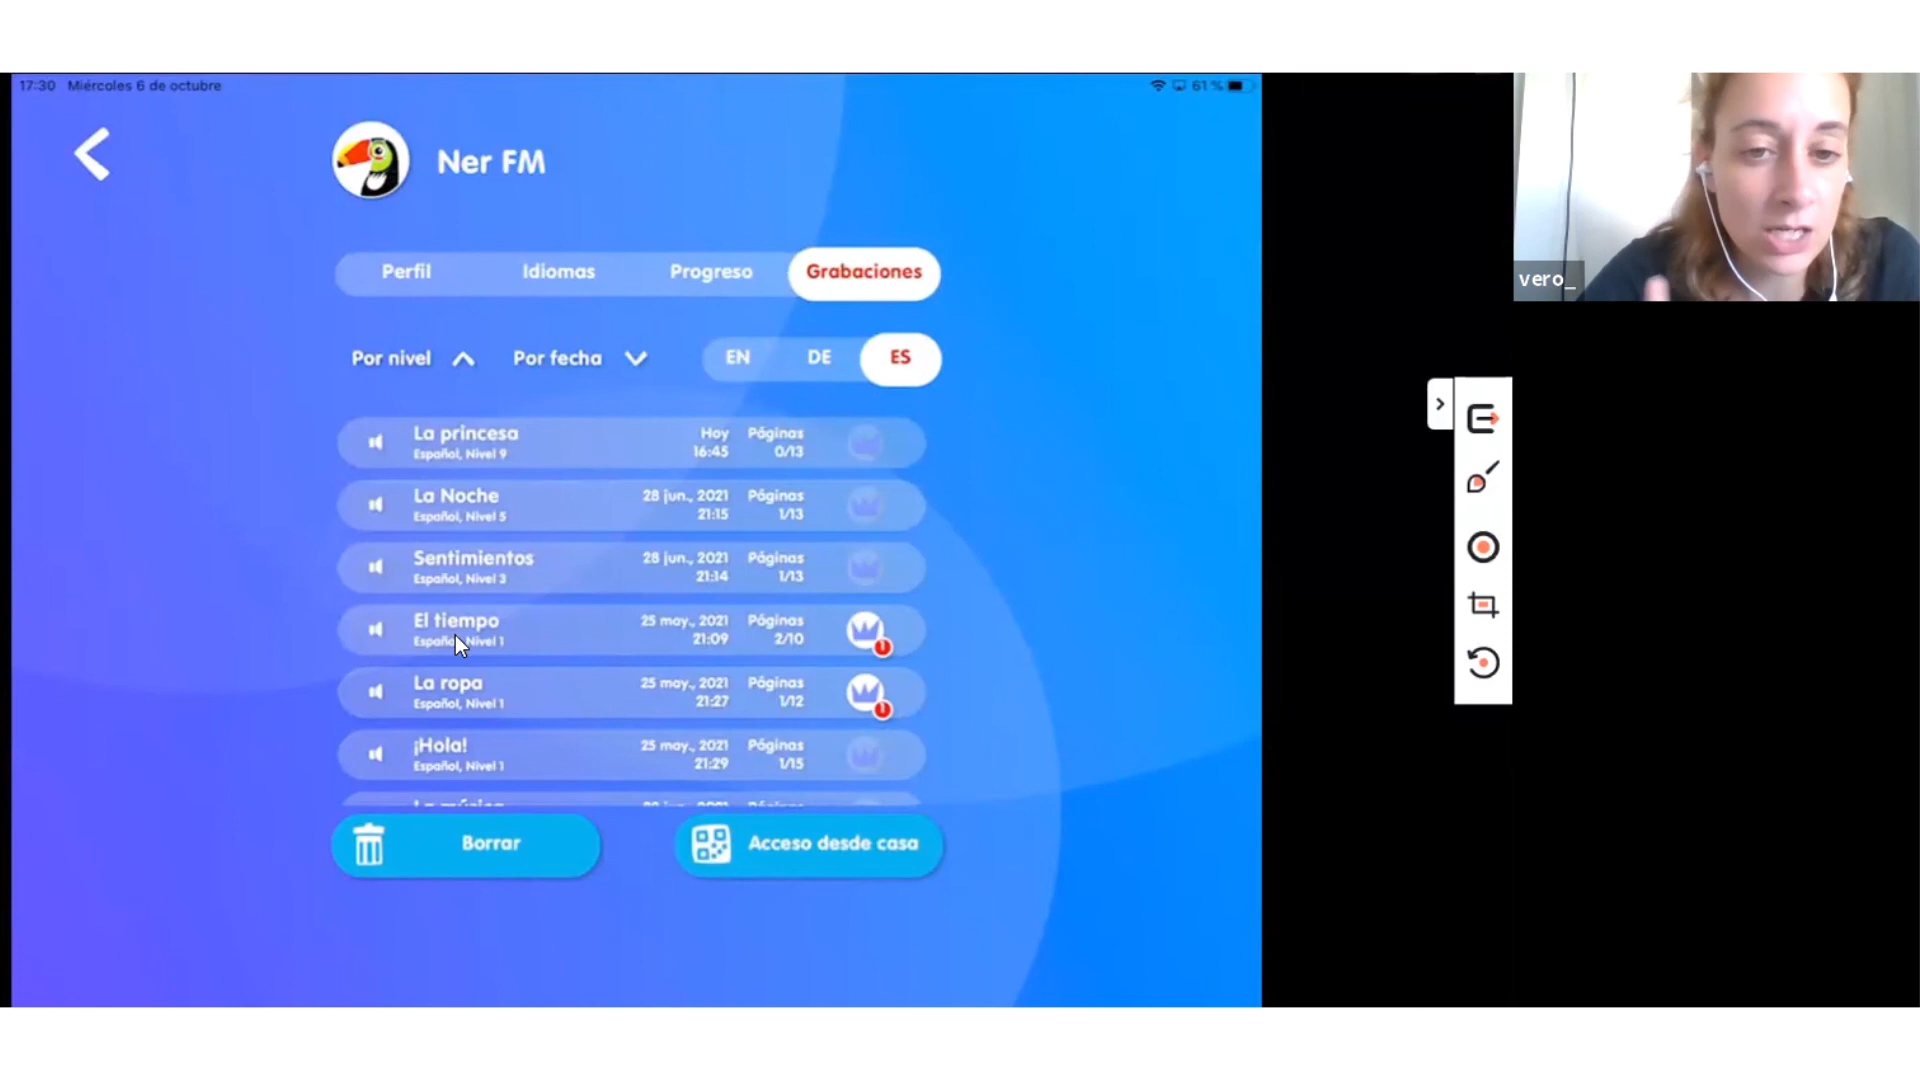 17:30 Miércoles 6 de octubre
61 %
Ner FM
Perfil Idiomas Progreso Grabaciones
Por nivel Por fecha EN DE ES
La princesa Hoy Páginas
Español, Nivel 9 16:45 0/13
La Noche 28 jun., 2021 Páginas
Español, Nivel 5 21:15 1/13
Sentimientos 28 jun., 2021 Páginas
Español, Nivel 3 21:14 1/13
El tiempo 25 may., 2021 Páginas
Español, Nivel 1 21:09 2/10
La ropa 25 may., 2021 Páginas
Español, Nivel 1 21:27 1/12
¡Hola! 25 may., 2021 Páginas
Español, Nivel 1 21:29 1/15
Borrar Acceso desde casa
vero_